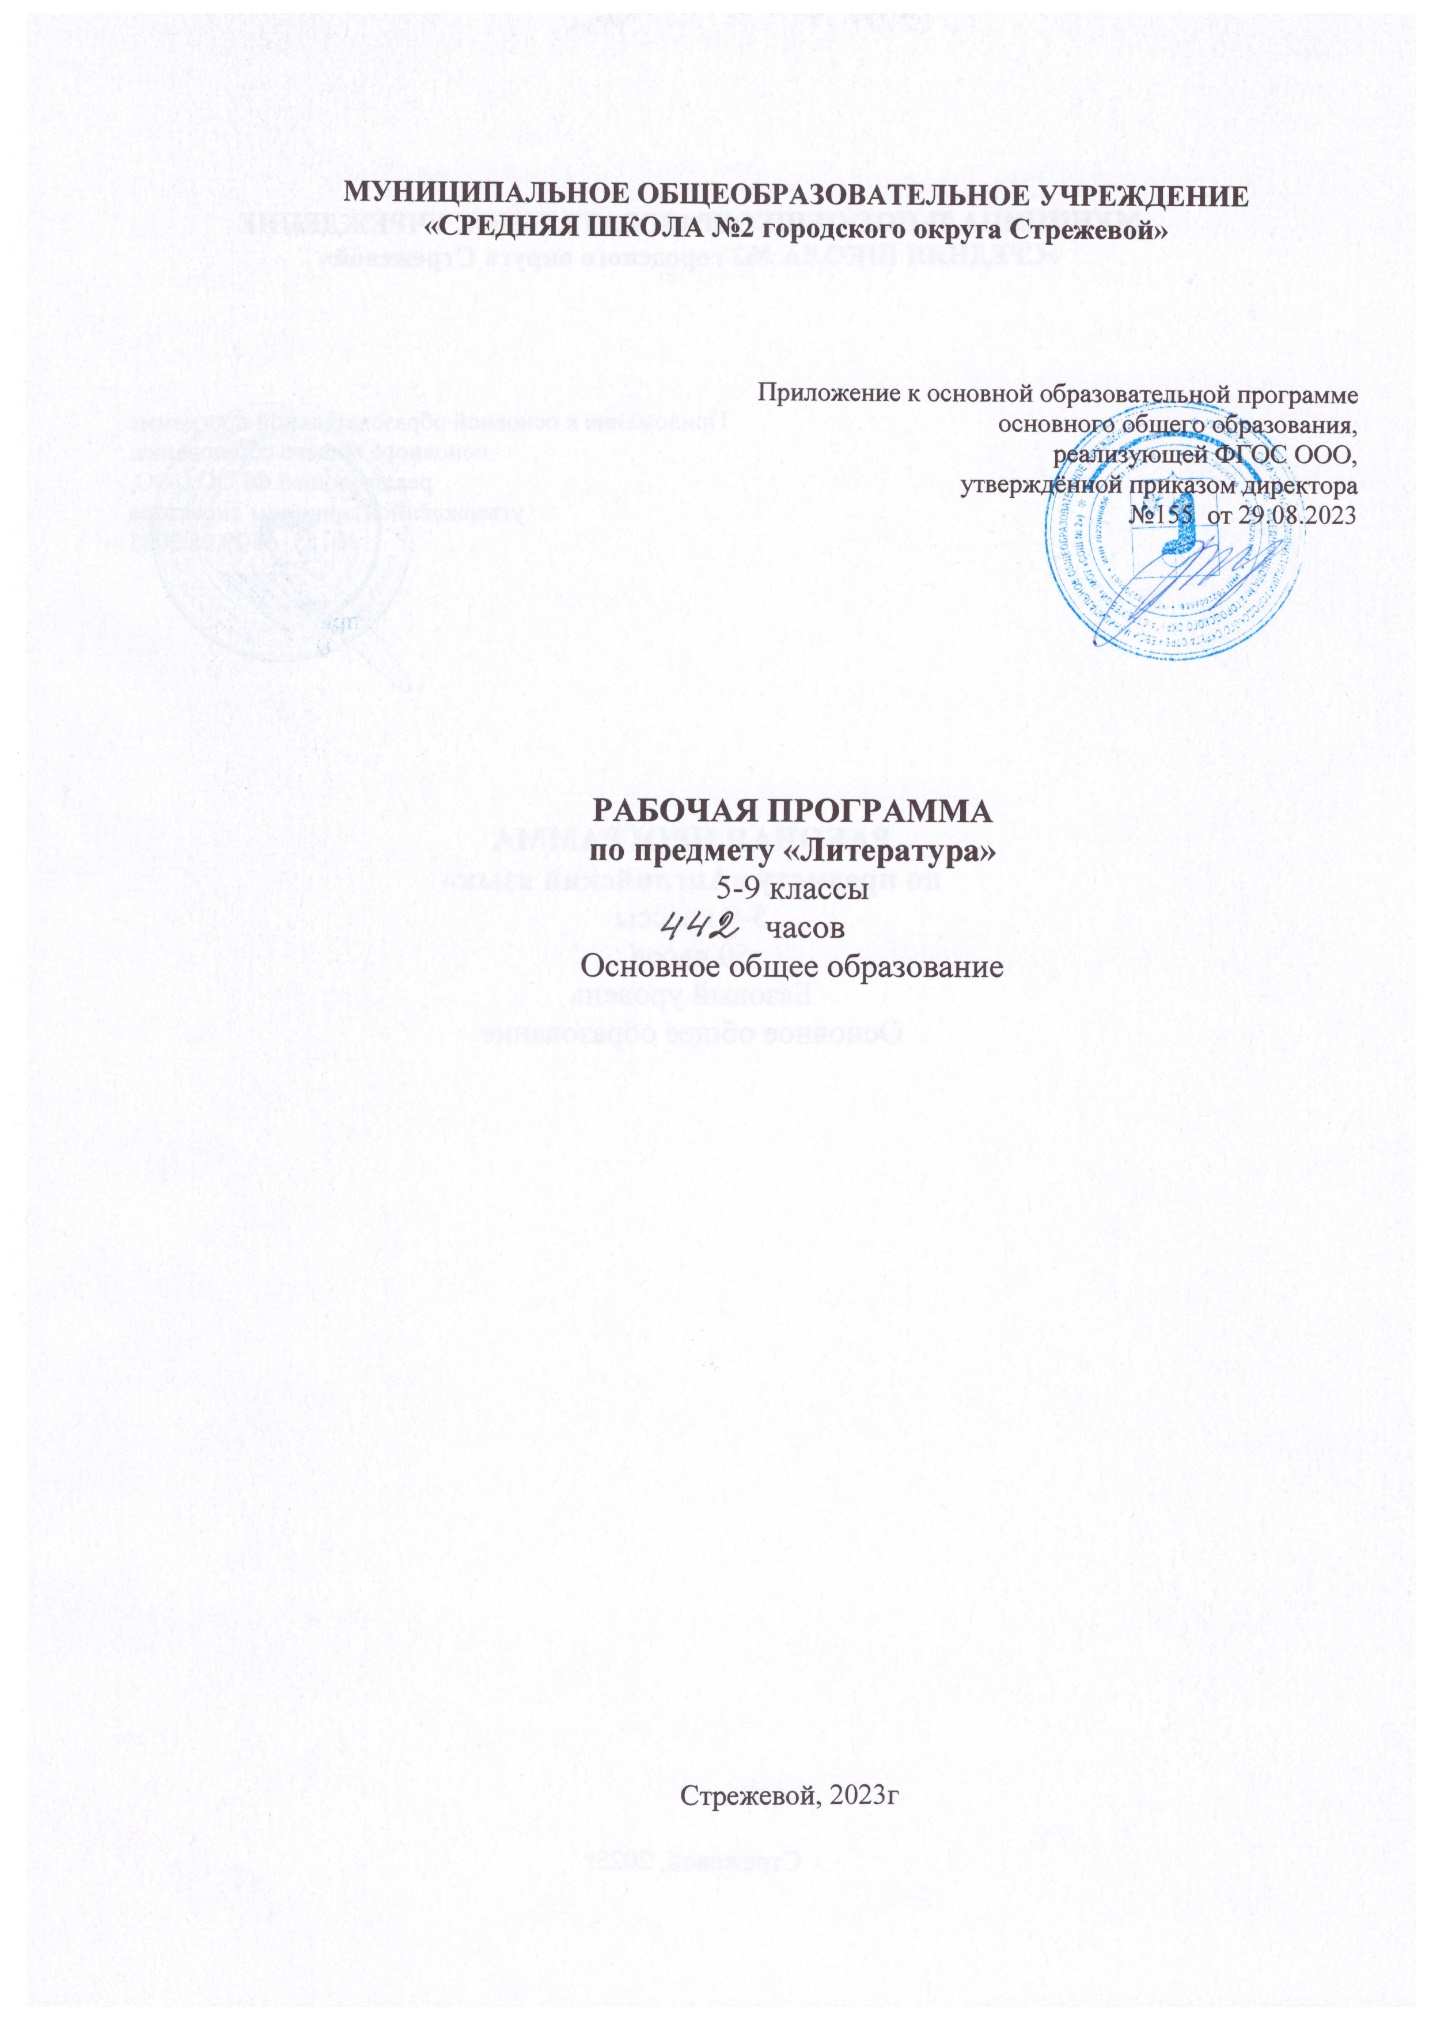 МУНИЦИПАЛЬНОЕ ОБЩЕОБРАЗОВАТЕЛЬНОЕ УЧРЕЖДЕНИЕ
«СРЕДНЯЯ ШКОЛА №2 городского округа Стрежевой»
Приложение к основной образовательной программе
основного общего образования,
реализующей ФГОС ООО,
утверждённой приказом директора
№155 от 29.08.2023
РАБОЧАЯ ПРОГРАММА
по предмету «Литература»
5-9 классы
442 часов
Основное общее образование
Стрежевой, 2023г